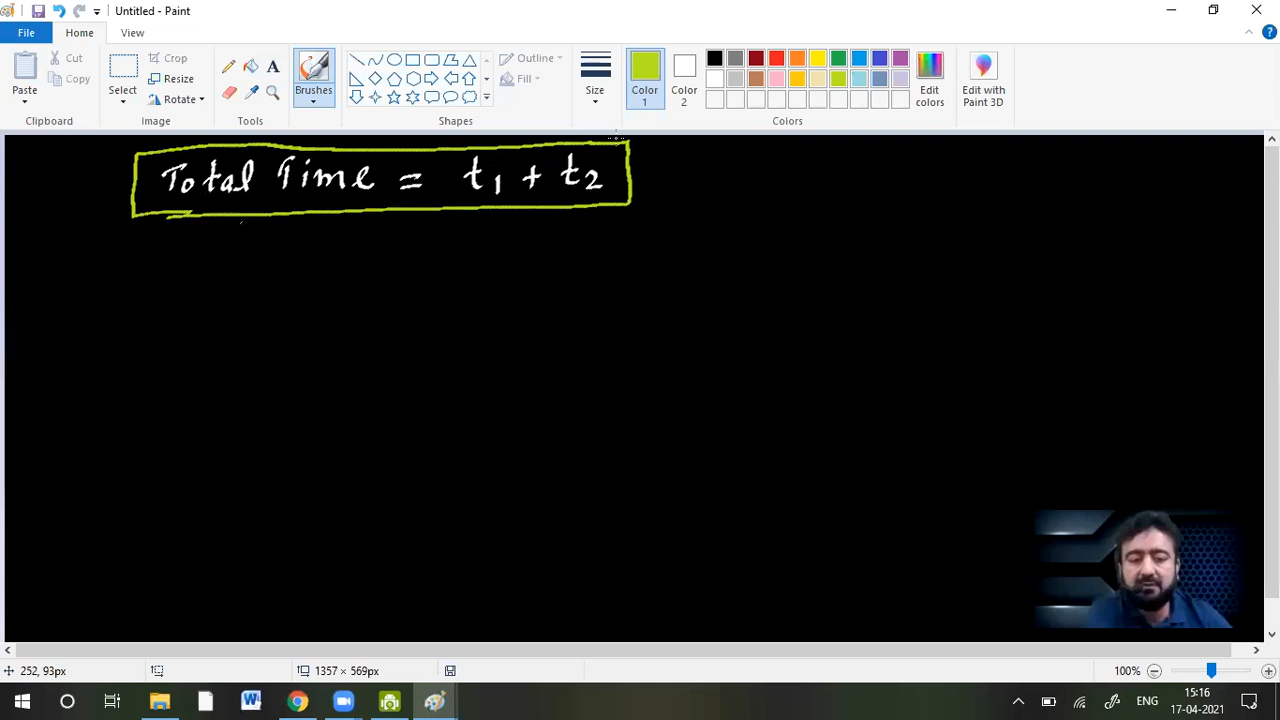 Untitled - Paint
File Home View
Paste
Cut
Copy
Clipboard
Select
Crop
Resize
Rotate
Image
A
Tools
Brushes
Outline
Fill
Shapes
Size
Color 1
Color 2
Edit colors
Edit with Paint 3D
Colors
Total Time = t1 + t2
252, 93px
1357 × 569px
100%
W
ENG
15:16
17-04-2021